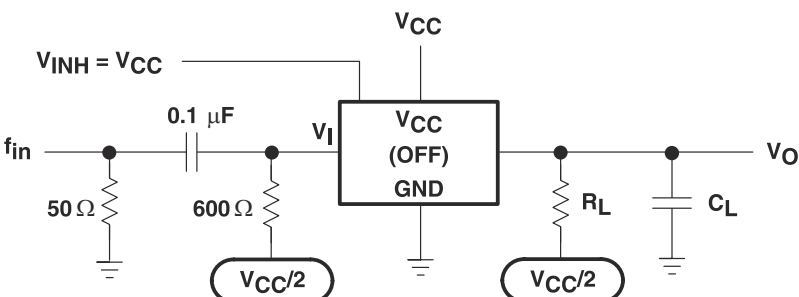 VCC
VINH = VCC
0.1 μF
fin
VI
VCC
(OFF)
GND
VO
50 Ω
600 Ω
RL
CL
VCC/2
VCC/2